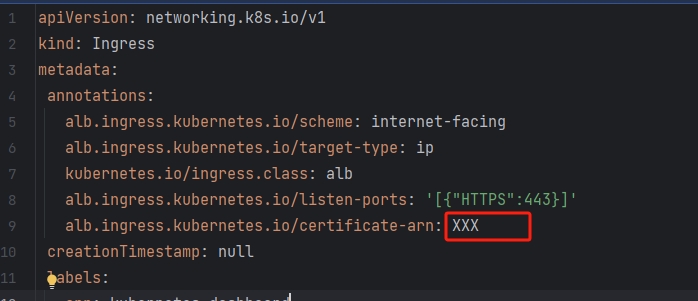 1 apiVersion: networking.k8s.io/v1
2 kind: Ingress
3 metadata:
4 annotations:
5 alb.ingress.kubernetes.io/scheme: internet-facing
6 alb.ingress.kubernetes.io/target-type: ip
7 kubernetes.io/ingress.class: alb
8 alb.ingress.kubernetes.io/listen-ports: '[{"HTTPS":443}]'
9 alb.ingress.kubernetes.io/certificate-arn: XXX
10 creationTimestamp: null
11 labels: